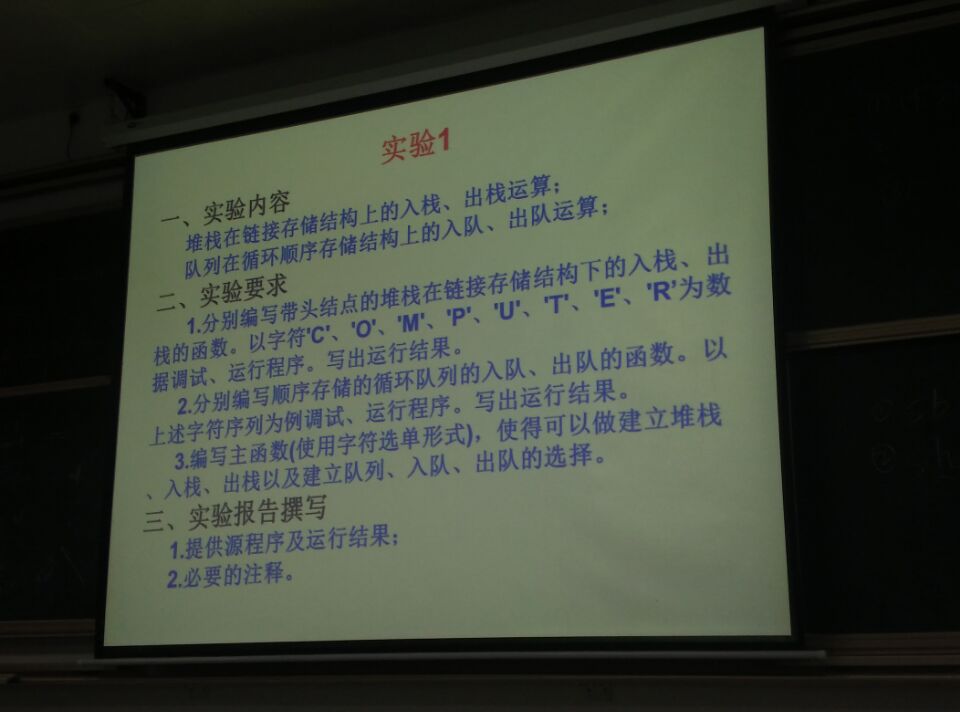 实验1
一、实验内容
堆栈在链接存储结构上的入栈、出栈运算；
队列在循环顺序存储结构上的入队、出队运算；
二、实验要求
1.分别编写带头结点的堆栈在链接存储结构下的入栈、出
栈的函数。以字符'C'、'O'、'M'、'P'、'U'、'T'、'E'、'R’为数
据调试、运行程序。写出运行结果。
2.分别编写顺序存储的循环队列的入队、出队的函数。以
上述字符序列为例调试、运行程序。写出运行结果。
3.编写主函数(使用字符选单形式)，使得可以做建立堆栈
、入栈、出栈以及建立队列、入队、出队的选择。
三、实验报告撰写
1.提供源程序及运行结果；
2.必要的注释。